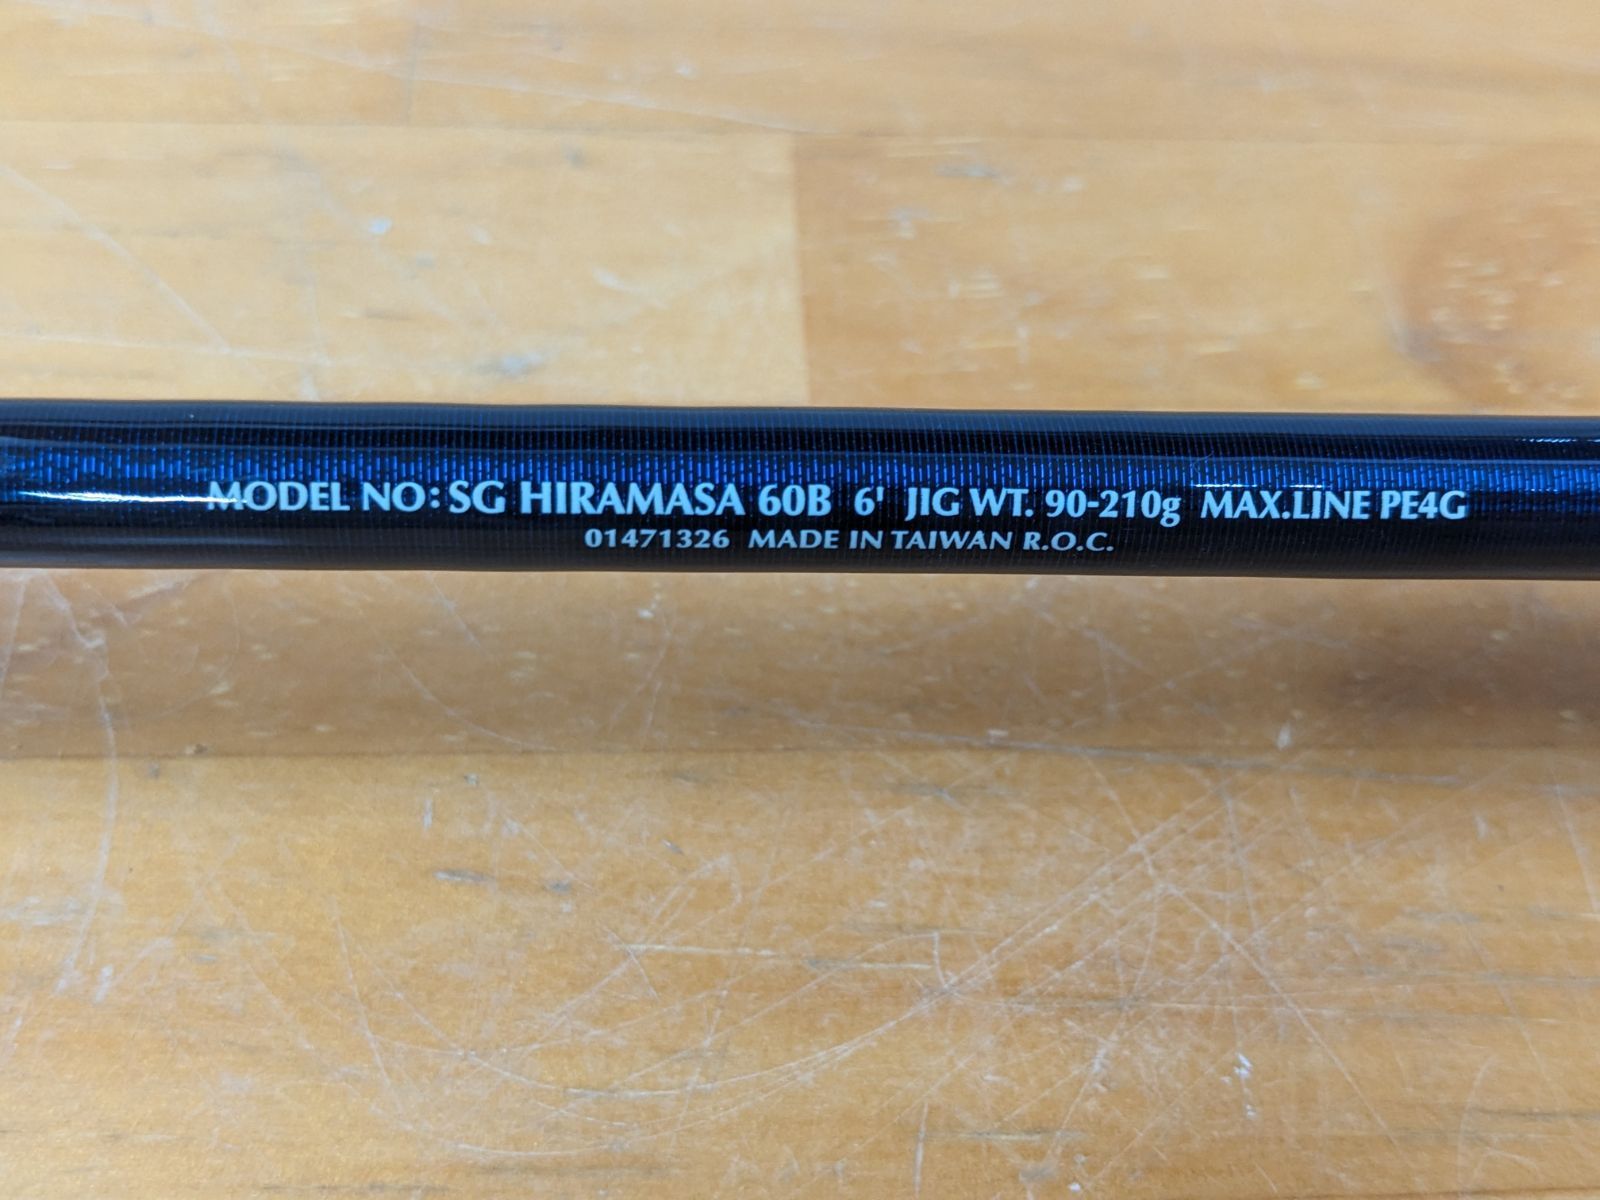 MODEL NO: SG HIRAMASA 60B 6' JIG WT. 90-210g MAX.LINE PE4G
01471326 MADE IN TAIWAN R.O.C.